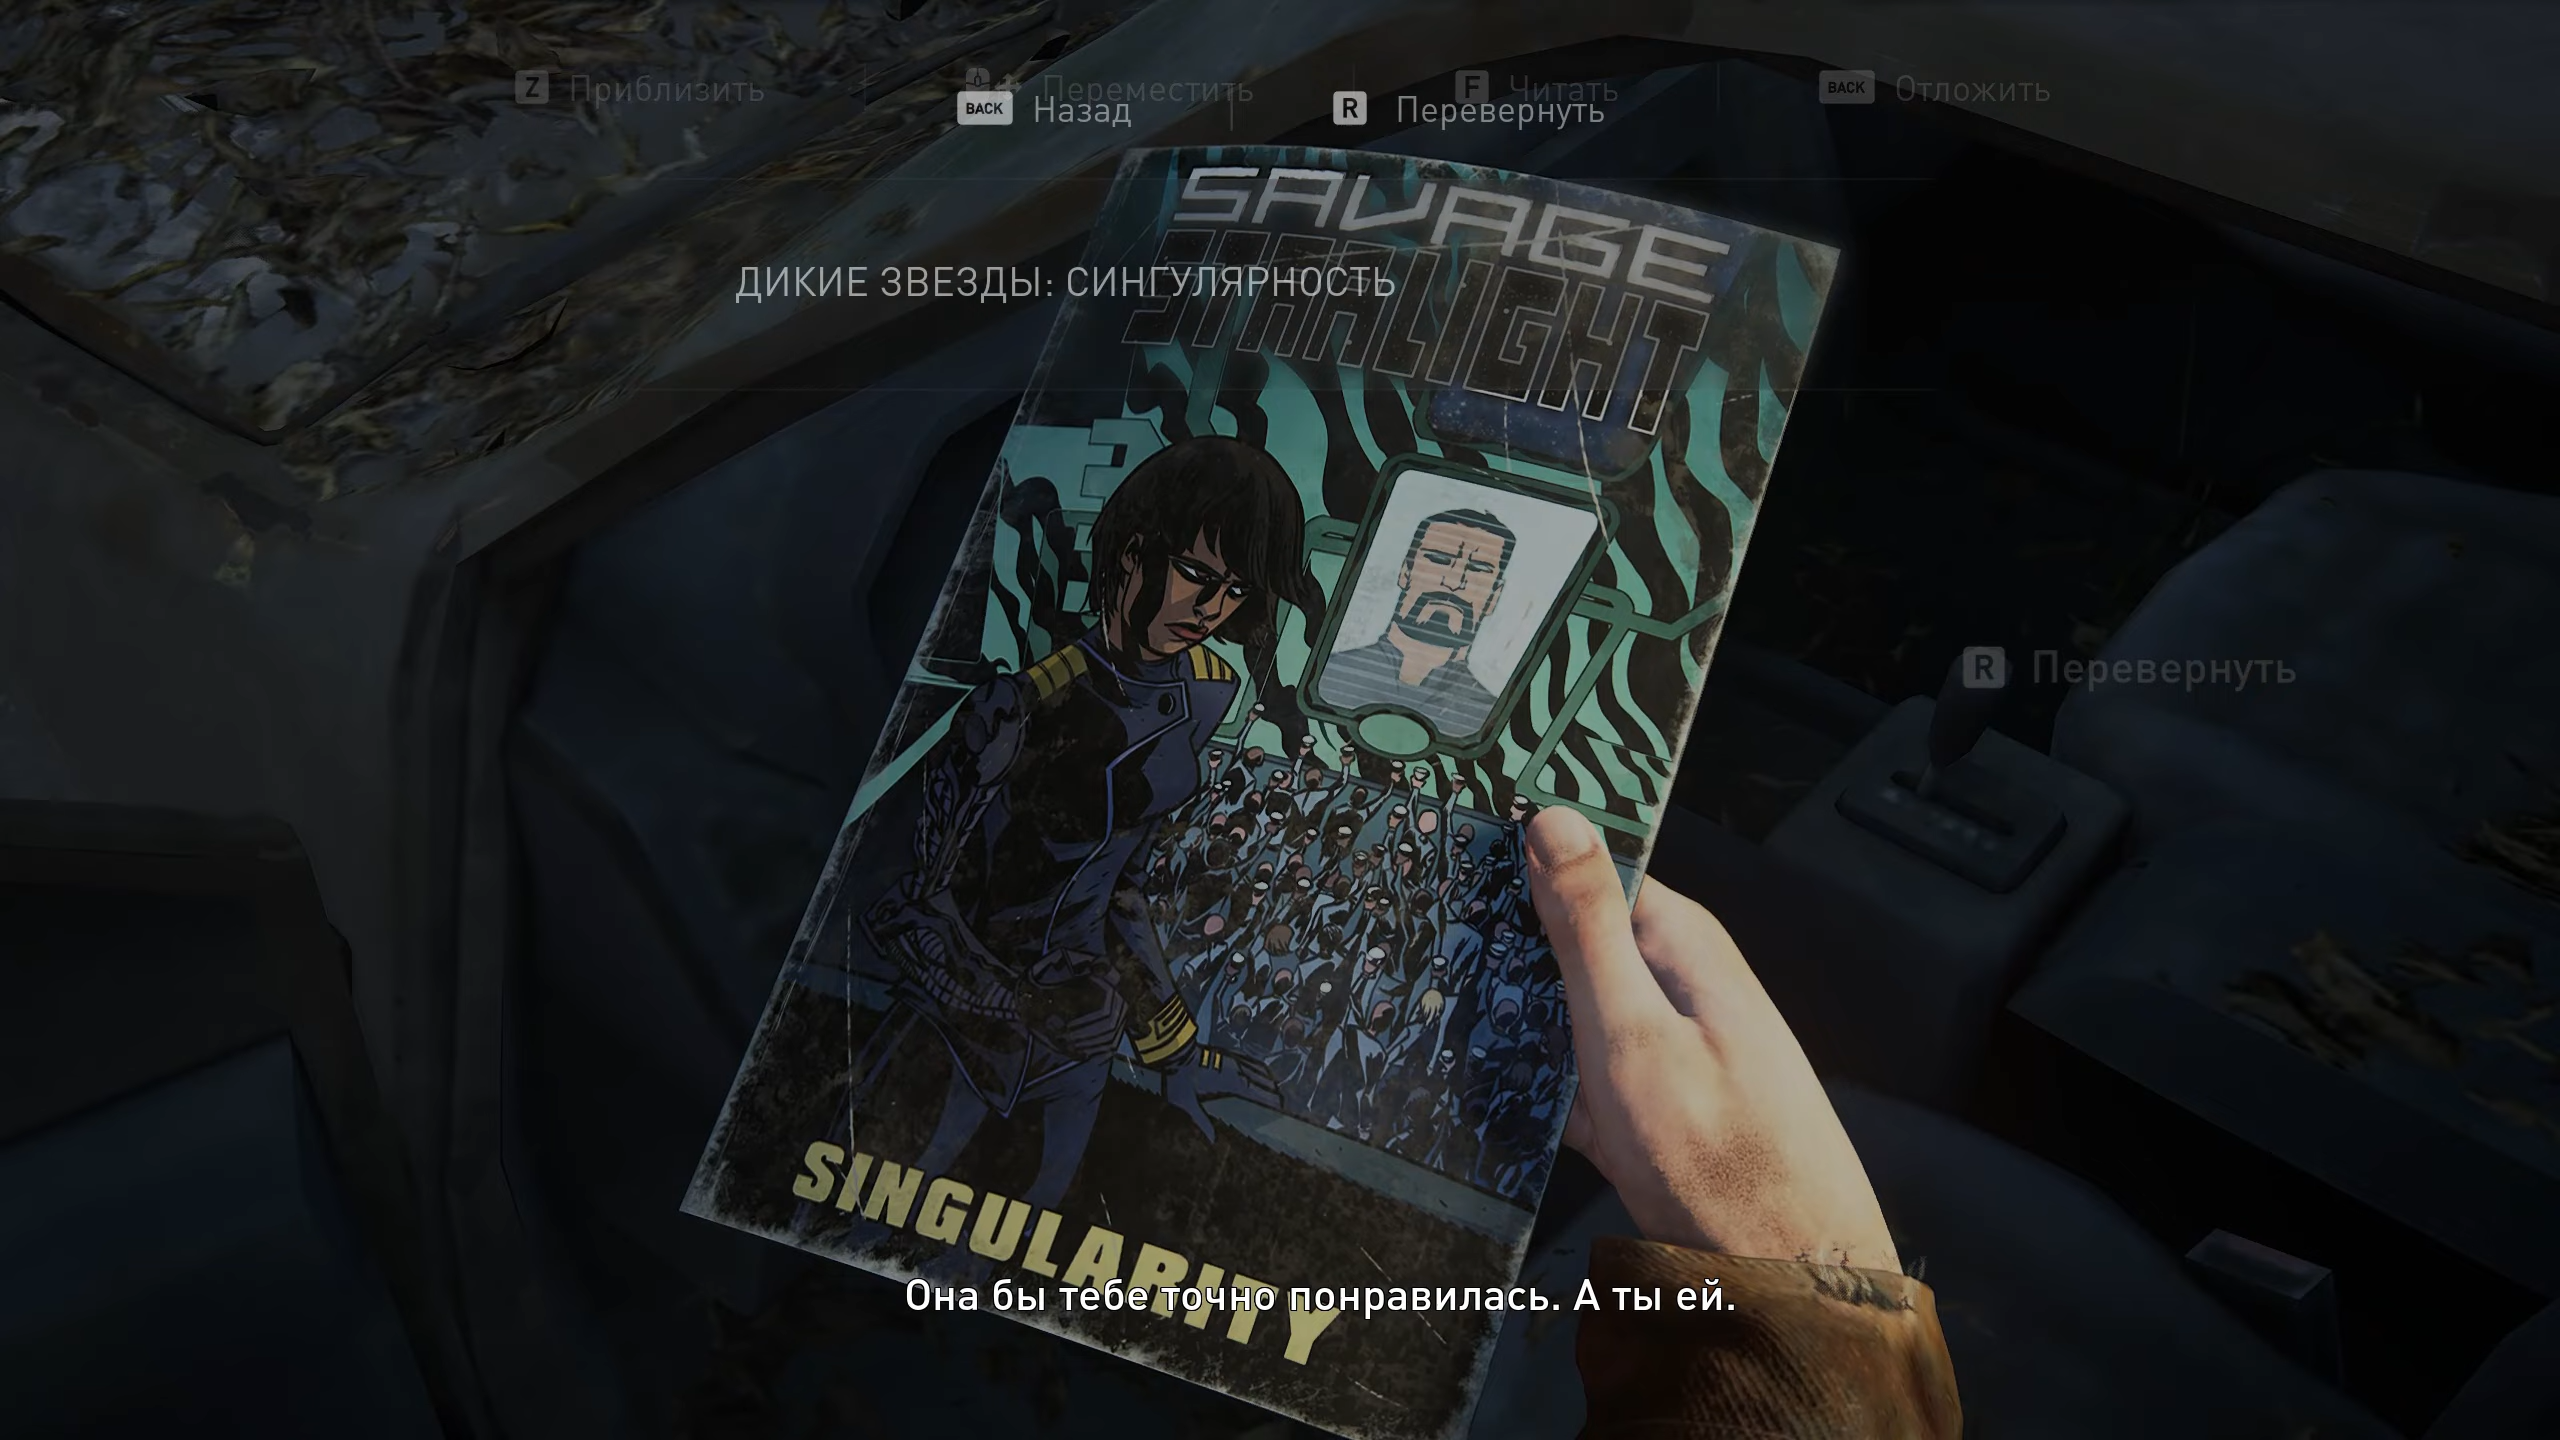 Z Приблизить Переместить F Читать BACK Отложить
BACK Назад R Перевернуть
SAVAGE
STARLIGHT
ДИКИЕ ЗВЕЗДЫ: СИНГУЛЯРНОСТЬ
R Перевернуть
SINGULARITY
Она бы тебе точно понравилась. А ты ей.